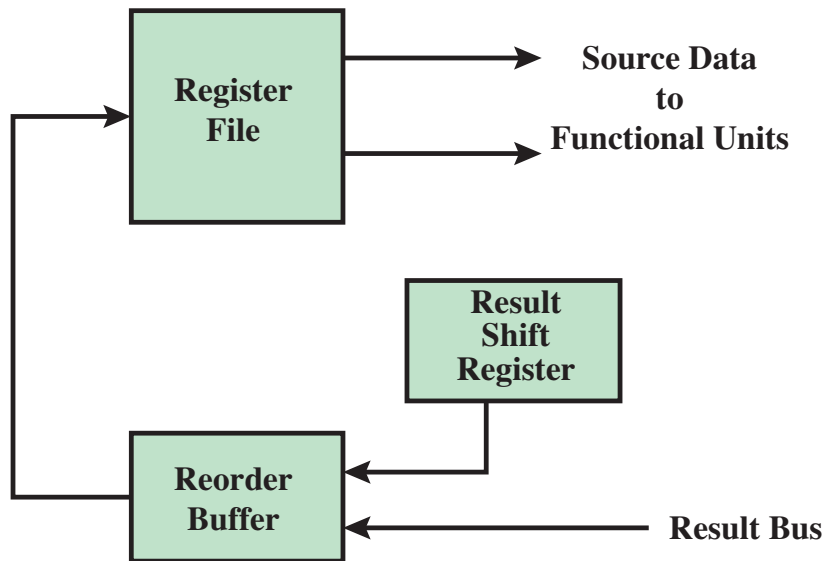 Register
File
Source Data
to
Functional Units
Result
Shift
Register
Reorder
Buffer
Result Bus